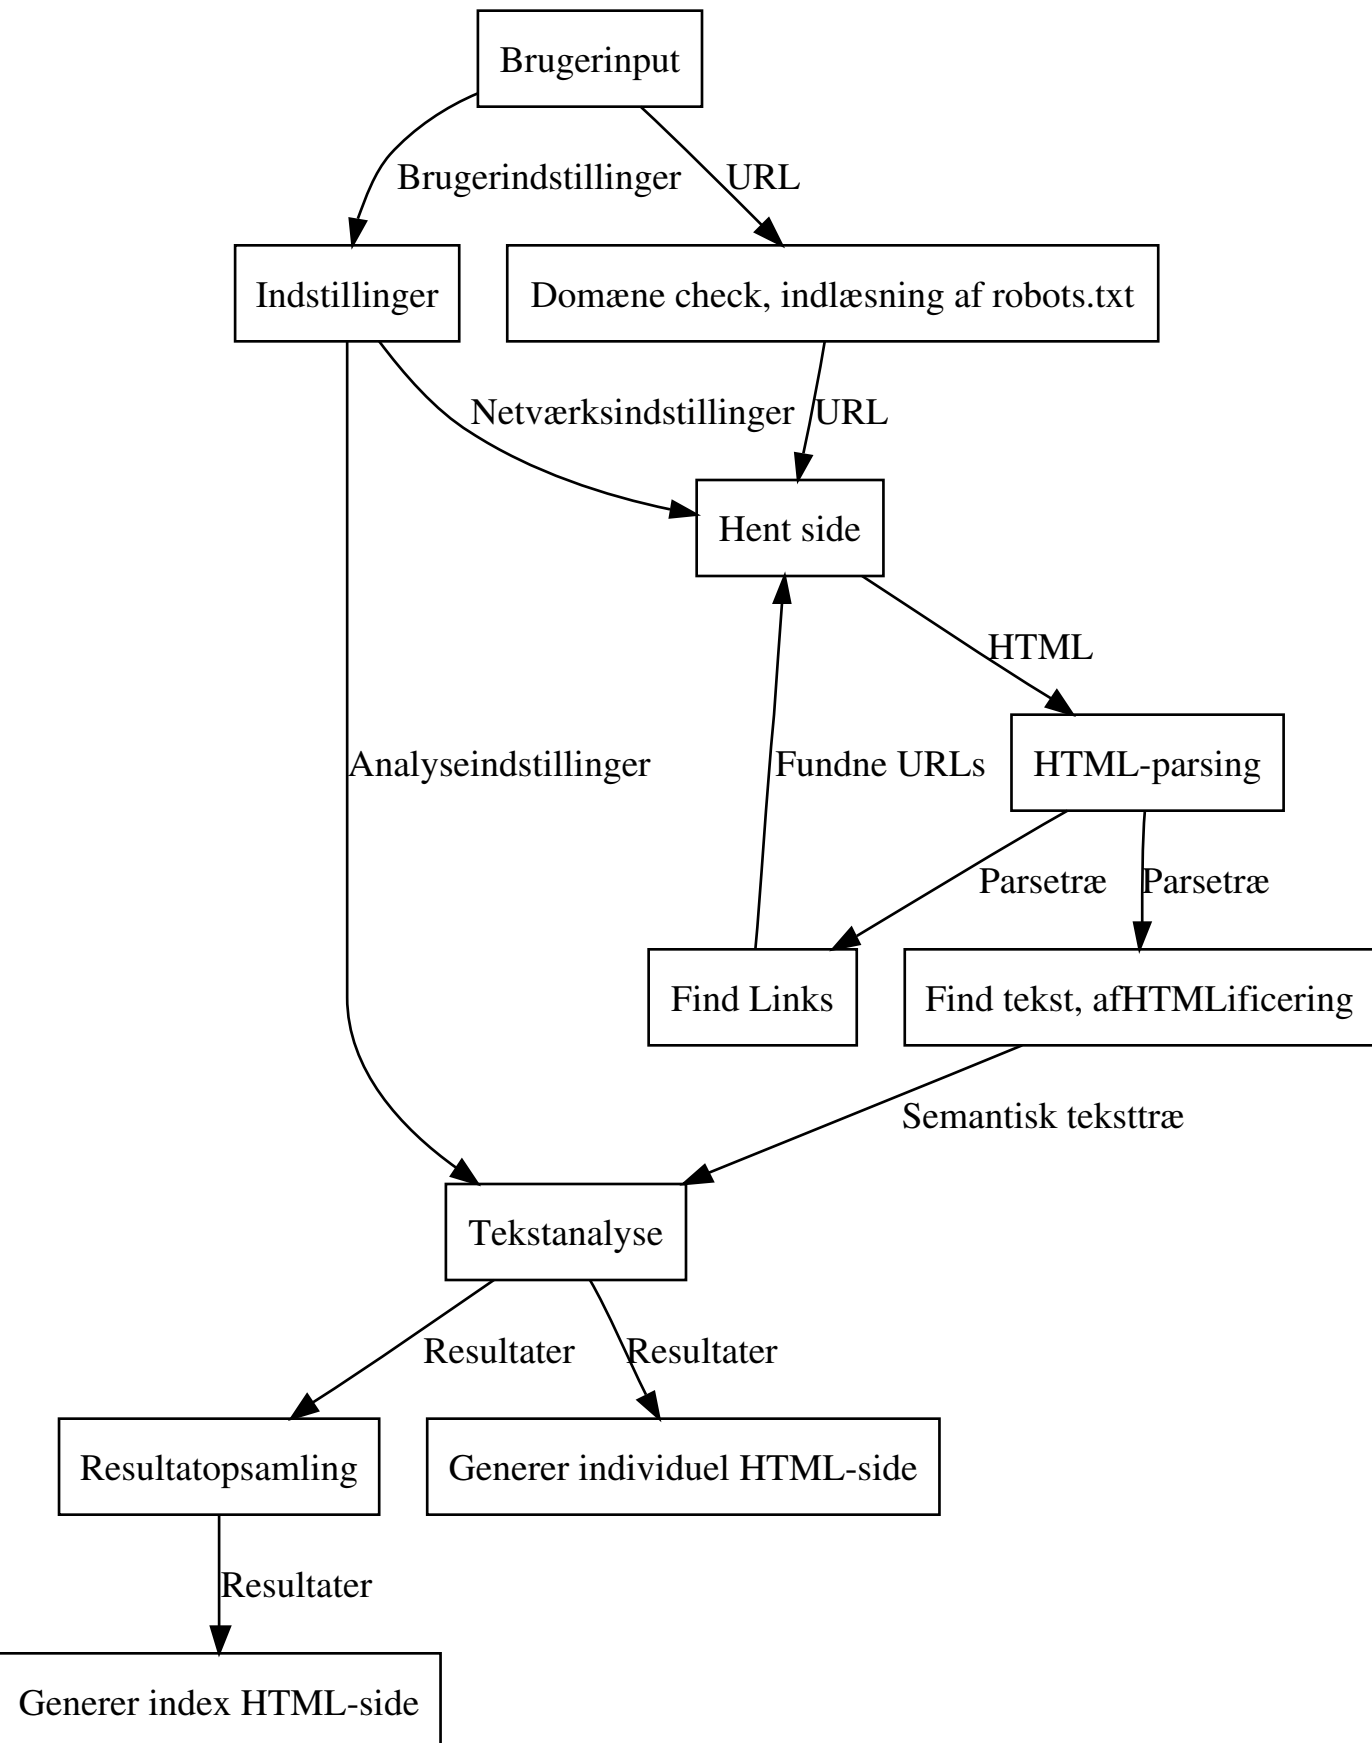 Brugerinput
Brugerindstillinger
URL
Indstillinger
Domæne check, indlæsning af robots.txt
Netværksindstillinger
URL
Hent side
HTML
Analyseindstillinger
Fundne URLs
HTML-parsing
Parsetræ
Parsetræ
Find Links
Find tekst, afHTMLificering
Semantisk teksttræ
Tekstanalyse
Resultater
Resultater
Resultatopsamling
Generer individuel HTML-side
Resultater
Generer index HTML-side